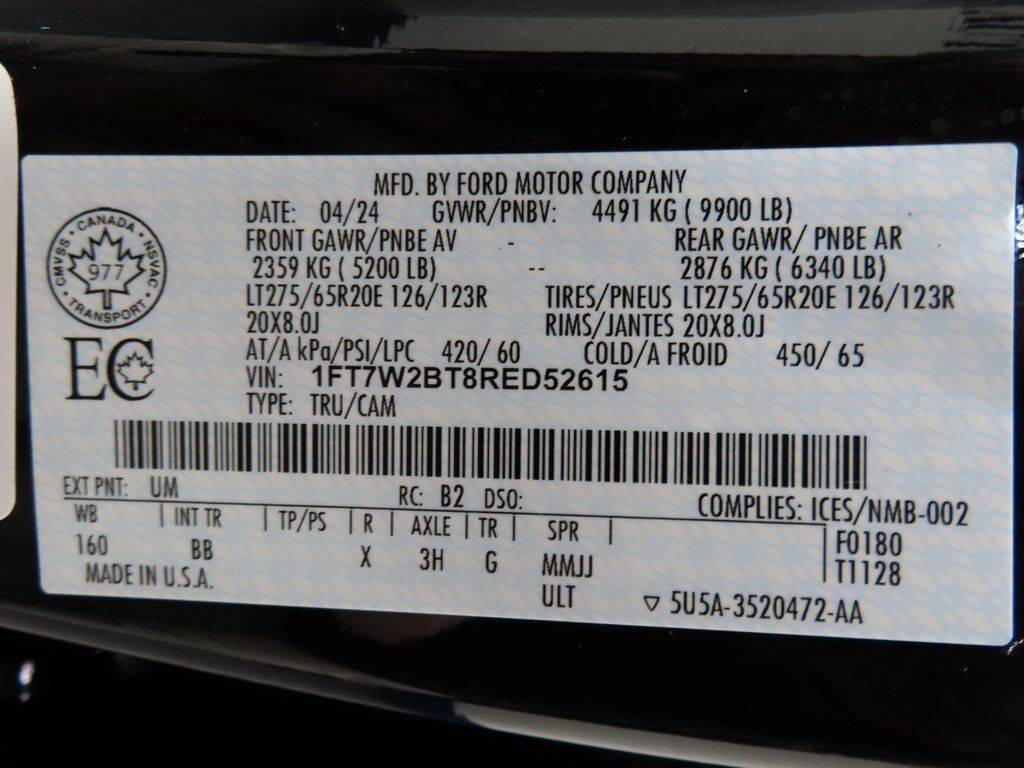 MFD. BY FORD MOTOR COMPANY
DATE: 04/24 GVWR/PNBV: 4491 KG ( 9900 LB)
FRONT GAWR/PNBE AV - REAR GAWR/ PNBE AR
2359 KG ( 5200 LB) -- 2876 KG ( 6340 LB)
LT275/65R20E 126/123R TIRES/PNEUS LT275/65R20E 126/123R
20X8.0J RIMS/JANTES 20X8.0J
AT/A kPa/PSI/LPC 420/ 60 COLD/A FROID 450/ 65
VIN: 1FT7W2BT8RED52615
TYPE: TRU/CAM
CANADA • NSVAC • TRANSPORT • CMVSS •
977
EC
EXT PNT: UM RC: B2 DSO: COMPLIES: ICES/NMB-002
WB | INT TR | TP/PS | R | AXLE | TR | SPR | F0180
160 BB X 3H G MMJJ T1128
MADE IN U.S.A. ULT ▽ 5U5A-3520472-AA